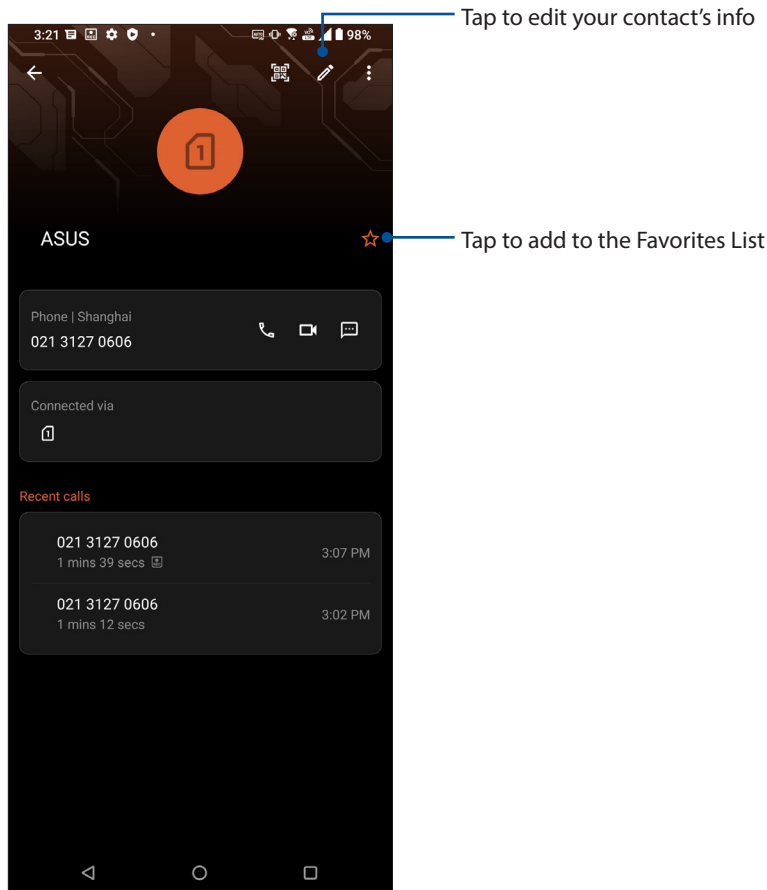 Tap to edit your contact's info
3:21
98%
1
ASUS
Tap to add to the Favorites List
Phone | Shanghai
021 3127 0606
Connected via
1
Recent calls
021 3127 0606
3:07 PM
1 mins 39 secs
021 3127 0606
3:02 PM
1 mins 12 secs